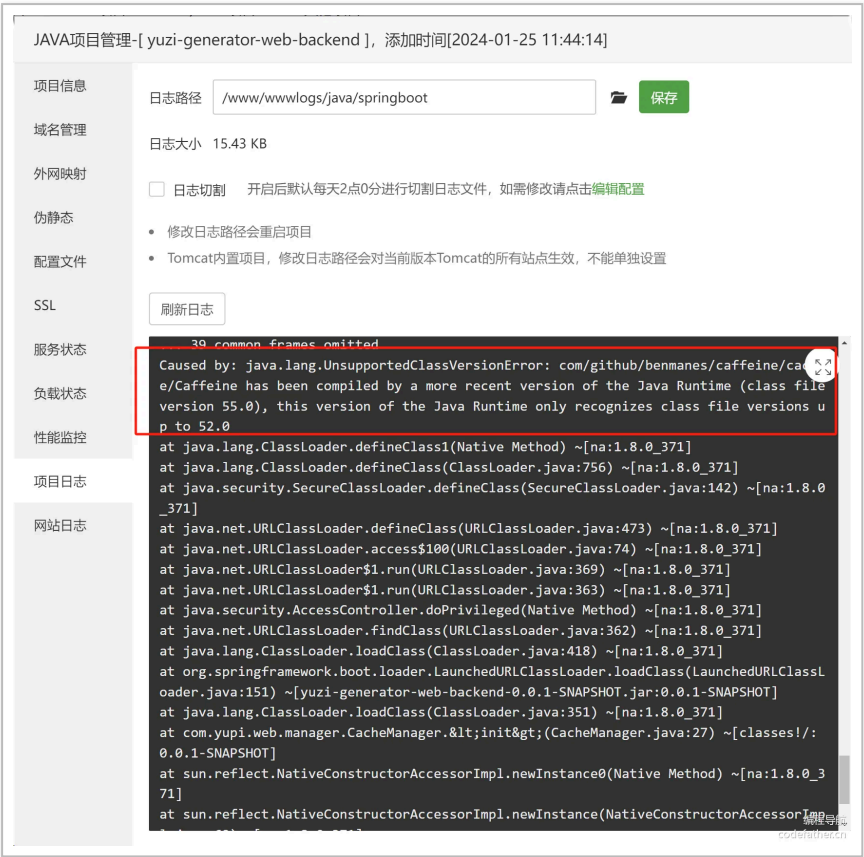 JAVA项目管理-[ yuzi-generator-web-backend ]，添加时间[2024-01-25 11:44:14]
项目信息
域名管理
外网映射
伪静态
配置文件
SSL
服务状态
负载状态
性能监控
项目日志
网站日志
日志路径 /www/wwwlogs/java/springboot 保存
日志大小 15.43 KB
日志切割 开启后默认每天2点0分进行切割日志文件，如需修改请点击编辑配置
修改日志路径会重启项目
Tomcat内置项目，修改日志路径会对当前版本Tomcat的所有站点生效，不能单独设置
刷新日志
... 39 common frames omitted
Caused by: java.lang.UnsupportedClassVersionError: com/github/benmanes/caffeine/cac
e/Caffeine has been compiled by a more recent version of the Java Runtime (class file
version 55.0), this version of the Java Runtime only recognizes class file versions u
p to 52.0
at java.lang.ClassLoader.defineClass1(Native Method) ~[na:1.8.0_371]
at java.lang.ClassLoader.defineClass(ClassLoader.java:756) ~[na:1.8.0_371]
at java.security.SecureClassLoader.defineClass(SecureClassLoader.java:142) ~[na:1.8.0
_371]
at java.net.URLClassLoader.defineClass(URLClassLoader.java:473) ~[na:1.8.0_371]
at java.net.URLClassLoader.access$100(URLClassLoader.java:74) ~[na:1.8.0_371]
at java.net.URLClassLoader$1.run(URLClassLoader.java:369) ~[na:1.8.0_371]
at java.net.URLClassLoader$1.run(URLClassLoader.java:363) ~[na:1.8.0_371]
at java.security.AccessController.doPrivileged(Native Method) ~[na:1.8.0_371]
at java.net.URLClassLoader.findClass(URLClassLoader.java:362) ~[na:1.8.0_371]
at java.lang.ClassLoader.loadClass(ClassLoader.java:418) ~[na:1.8.0_371]
at org.springframework.boot.loader.LaunchedURLClassLoader.loadClass(LaunchedURLClassL
oader.java:151) ~[yuzi-generator-web-backend-0.0.1-SNAPSHOT.jar:0.0.1-SNAPSHOT]
at java.lang.ClassLoader.loadClass(ClassLoader.java:351) ~[na:1.8.0_371]
at com.yupi.web.manager.CacheManager.&lt;init&gt;(CacheManager.java:27) ~[classes!/:
0.0.1-SNAPSHOT]
at sun.reflect.NativeConstructorAccessorImpl.newInstance0(Native Method) ~[na:1.8.0_3
71]
at sun.reflect.NativeConstructorAccessorImpl.newInstance(NativeConstructorAccessorImp
编程导航
codefather.cn